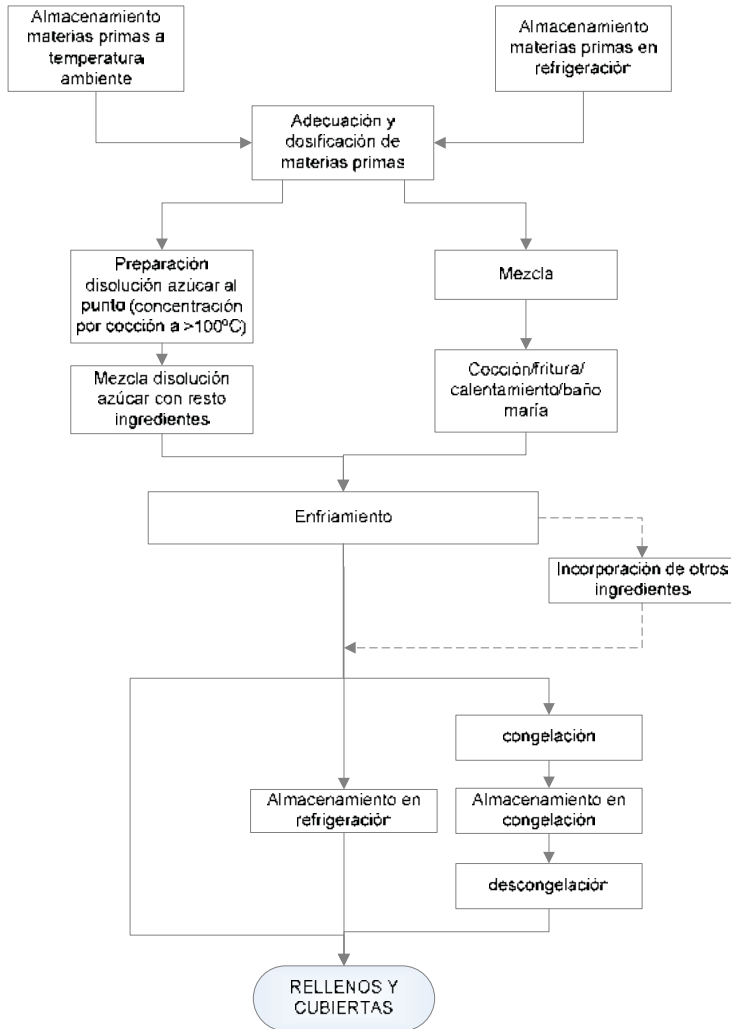 Almacenamiento
materias primas a
temperatura
ambiente
Almacenamiento
materias primas en
refrigeración
Adecuación y
dosificación de
materias primas
Preparación
disolución azúcar al
punto (concentración
por cocción a >100ºC)
Mezcla
Mezcla disolución
azúcar con resto
ingredientes
Cocción/fritura/
calentamiento/baño
maría
Enfriamiento
Incorporación de otros
ingredientes
congelación
Almacenamiento en
refrigeración
Almacenamiento en
congelación
descongelación
RELLENOS Y
CUBIERTAS